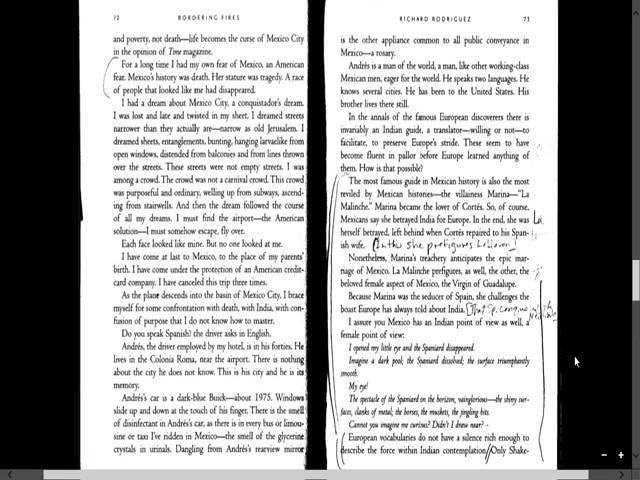 72 BORDERING FIRES
and poverty, not death—life becomes the curse of Mexico City
in the opinion of Time magazine.
For a long time I had my own fear of Mexico, an American
fear. Mexico's history was death. Her stature was tragedy. A race
of people that looked like me had disappeared.
I had a dream about Mexico City, a conquistador's dream.
I was lost and late and twisted in my sheet. I dreamed streets
narrower than they actually are—narrow as old Jerusalem. I
dreamed sheets, entanglements, bunting, hanging larvaelike from
open windows, distended from balconies and from lines thrown
over the streets. These streets were not empty streets. I was
among a crowd. The crowd was not a carnival crowd. This crowd
was purposeful and ordinary, welling up from subways, ascend-
ing from stairwells. And then the dream followed the course
of all my dreams. I must find the airport—the American
solution—I must somehow escape, fly over.
Each face looked like mine. But no one looked at me.
I have come at last to Mexico, to the place of my parents'
birth. I have come under the protection of an American credit-
card company. I have canceled this trip three times.
As the plane descends into the basin of Mexico City, I brace
myself for some confrontation with death, with India, with con-
fusion of purpose that I do not know how to master.
Do you speak Spanish? the driver asks in English.
Andrés, the driver employed by my hotel, is in his forties. He
lives in the Colonia Roma, near the airport. There is nothing
about the city he does not know. This is his city and he is its
memory.
Andrés's car is a dark-blue Buick—about 1975. Windows
slide up and down at the touch of his finger. There is the smell
of disinfectant in Andrés's car, as there is in every bus or limou-
sine or taxi I've ridden in Mexico—the smell of the glycerine
crystals in urinals. Dangling from Andrés's rearview mirror
RICHARD RODRIGUEZ 73
is the other appliance common to all public conveyance in
Mexico—a rosary.
Andrés is a man of the world, a man, like other working-class
Mexican men, eager for the world. He speaks two languages. He
knows several cities. He has been to the United States. His
brother lives there still.
In the annals of the famous European discoverers there is
invariably an Indian guide, a translator—willing or not—to
facilitate, to preserve Europe's stride. These seem to have
become fluent in pallor before Europe learned anything of
them. How is that possible?
The most famous guide in Mexican history is also the most
reviled by Mexican histories—the villainess Marina—"La
Malinche." Marina became the lover of Cortés. So, of course,
Mexicans say she betrayed India for Europe. In the end, she was
herself betrayed, left behind when Cortés repaired to his Span-
ish wife. [In this she prefigures
Nonetheless, Marina's treachery anticipates the epic mar-
riage of Mexico. La Malinche prefigures, as well, the other, the
beloved female aspect of Mexico, the Virgin of Guadalupe.
Because Marina was the seducer of Spain, she challenges the
boast Europe has always told about India.
I assure you Mexico has an Indian point of view as well, a
female point of view:
I opened my little eye and the Spaniard disappeared.
Imagine a dark pool; the Spaniard dissolved; the surface triumphantly
smooth.
My eye!
The spectacle of the Spaniard on the horizon, vainglorious—the shiny sur-
faces, clanks of metal; the horses, the muskets, the jingling bits.
Cannot you imagine me curious? Didn't I draw near?
European vocabularies do not have a silence rich enough to
describe the force within Indian contemplation. Only Shake-